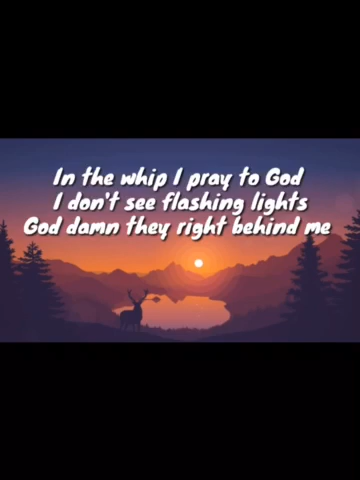 In the whip I pray to God
I don't see flashing lights
God damn they right behind me